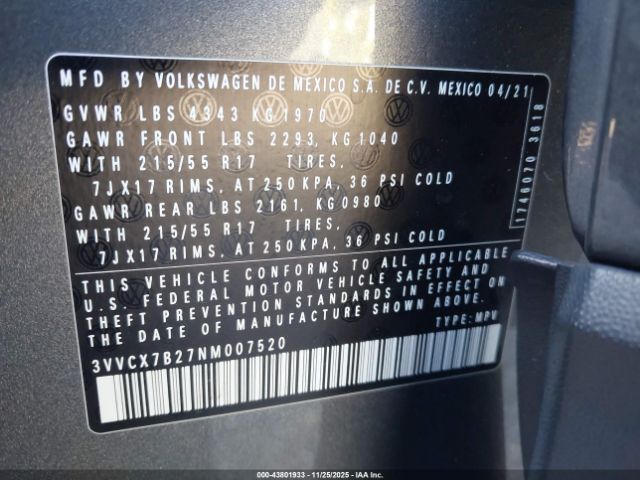 MFD BY VOLKSWAGEN DE MEXICO S.A. DE C.V. MEXICO 04/21
GVWR LBS 4343 KG 1970
GAWR FRONT LBS 2293, KG 1040
WITH 215/55 R17 TIRES,
7JX17 RIMS, AT 250 KPA, 36 PSI COLD
GAWR REAR LBS 2161, KG 0980
WITH 215/55 R17 TIRES,
7JX17 RIMS, AT 250 KPA, 36 PSI COLD
1746070 3618
THIS VEHICLE CONFORMS TO ALL APPLICABLE
U.S. FEDERAL MOTOR VEHICLE SAFETY AND
THEFT PREVENTION STANDARDS IN EFFECT ON
THE DATE OF MANUFACTURE SHOWN ABOVE.
TYPE: MPV
3VVCX7B27NM007520
000-43801933 - 11/25/2025 - IAA Inc.